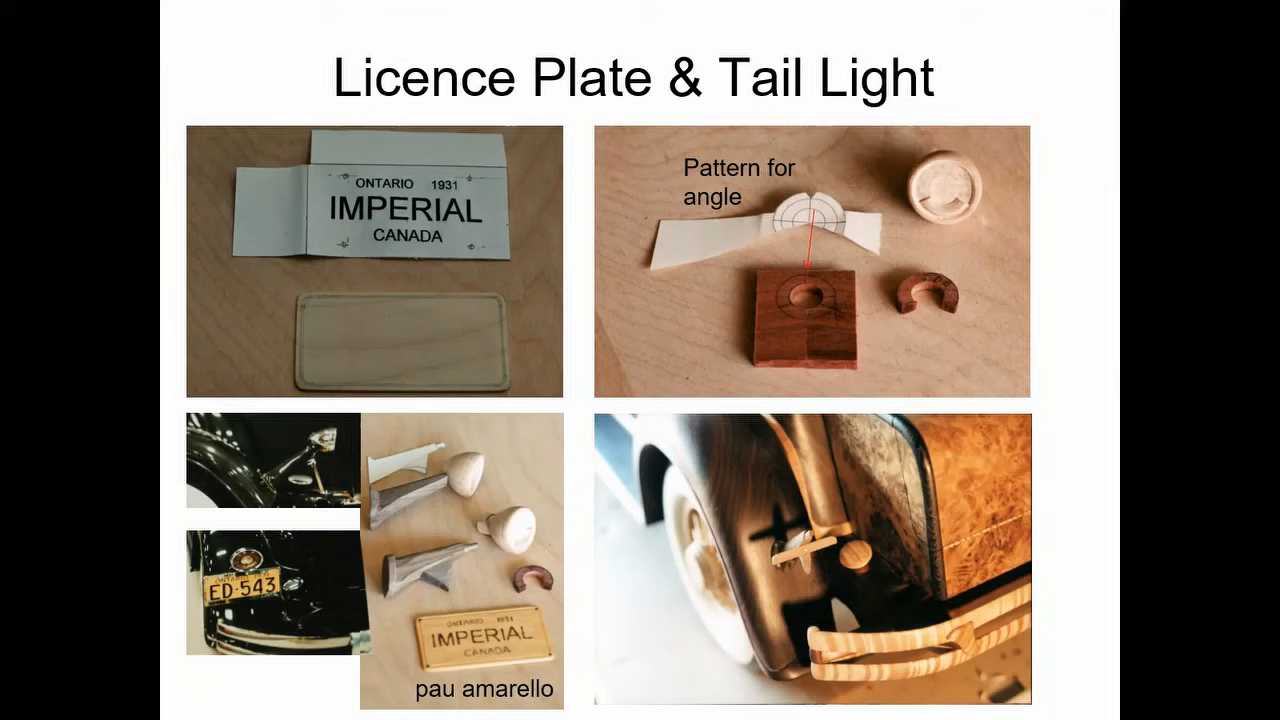 Licence Plate & Tail Light
ONTARIO 1931
IMPERIAL
CANADA
Pattern for
angle
ED-543
ONTARIO 1931
IMPERIAL
CANADA
pau amarello